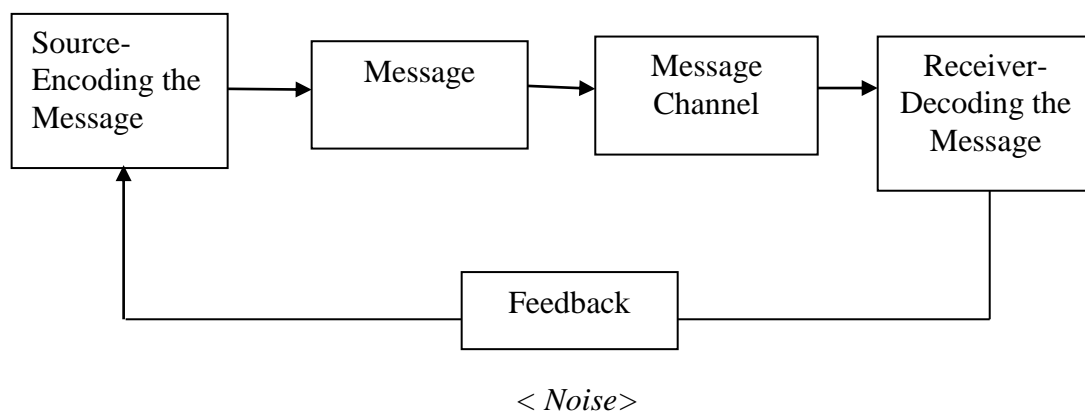 Source-
Encoding the
Message
Message
Message
Channel
Receiver-
Decoding the
Message
Feedback
< Noise>